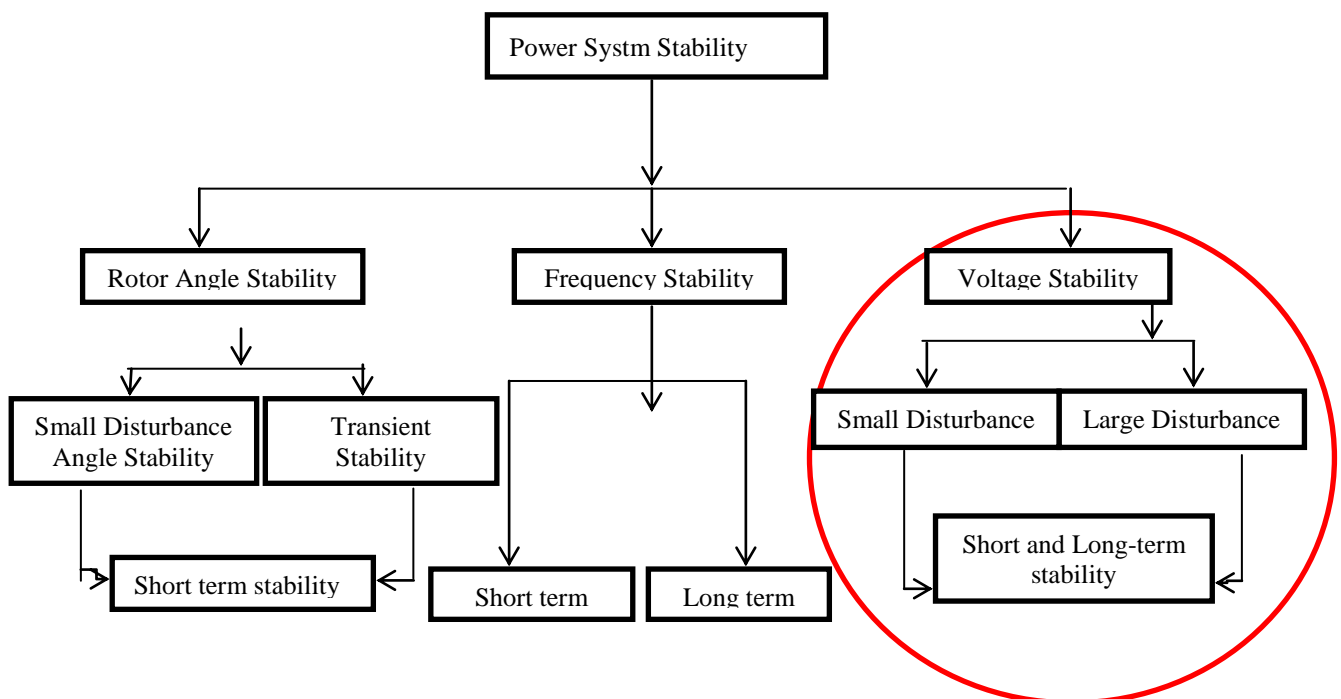 Power Systm Stability
Rotor Angle Stability
Frequency Stability
Voltage Stability
Small Disturbance
Angle Stability
Transient
Stability
Small Disturbance
Large Disturbance
Short term stability
Short term
Long term
Short and Long-term
stability